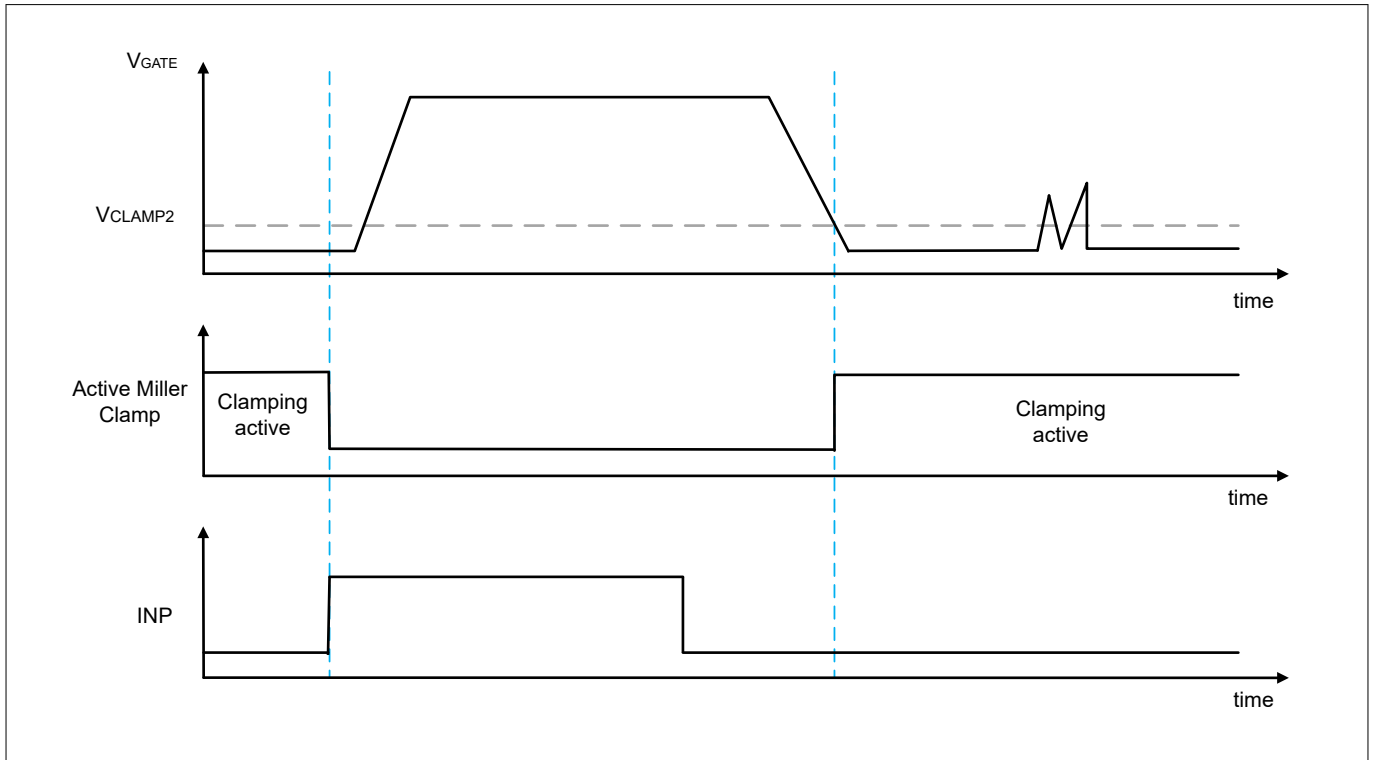 VGATE
VCLAMP2
time
Active Miller
Clamp
Clamping
active
Clamping
active
time
INP
time